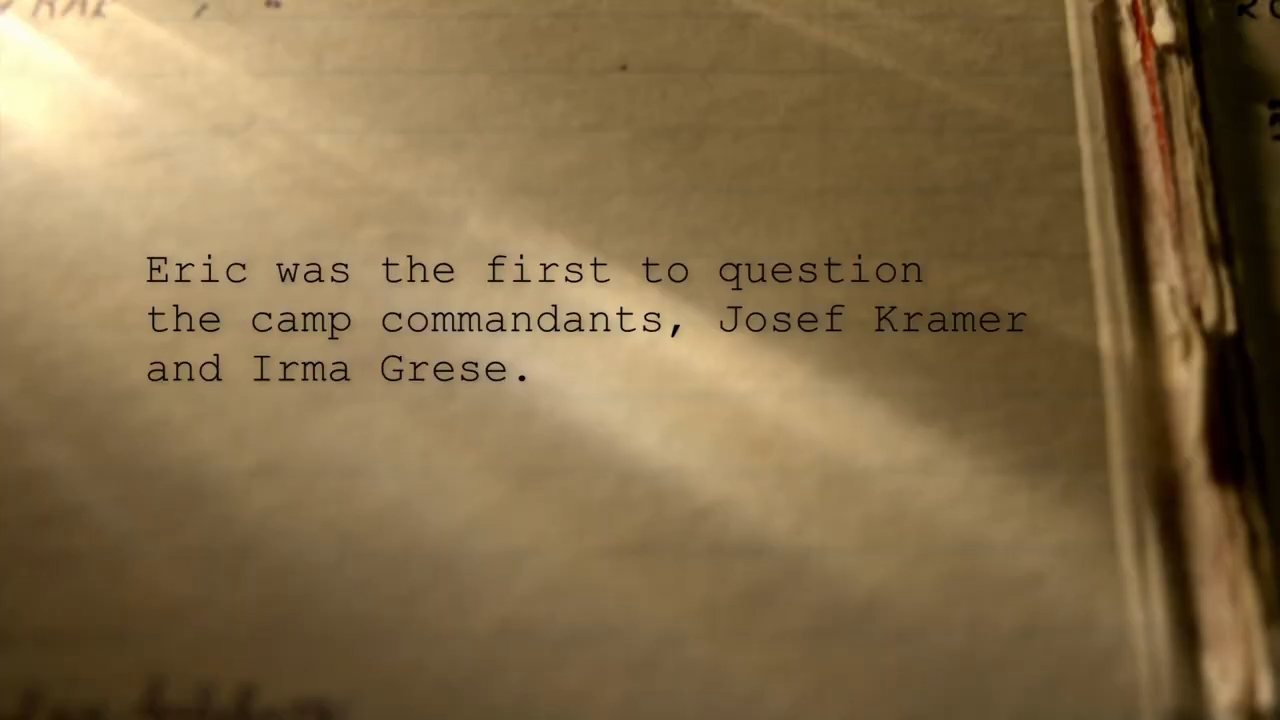 Eric was the first to question
the camp commandants, Josef Kramer
and Irma Grese.